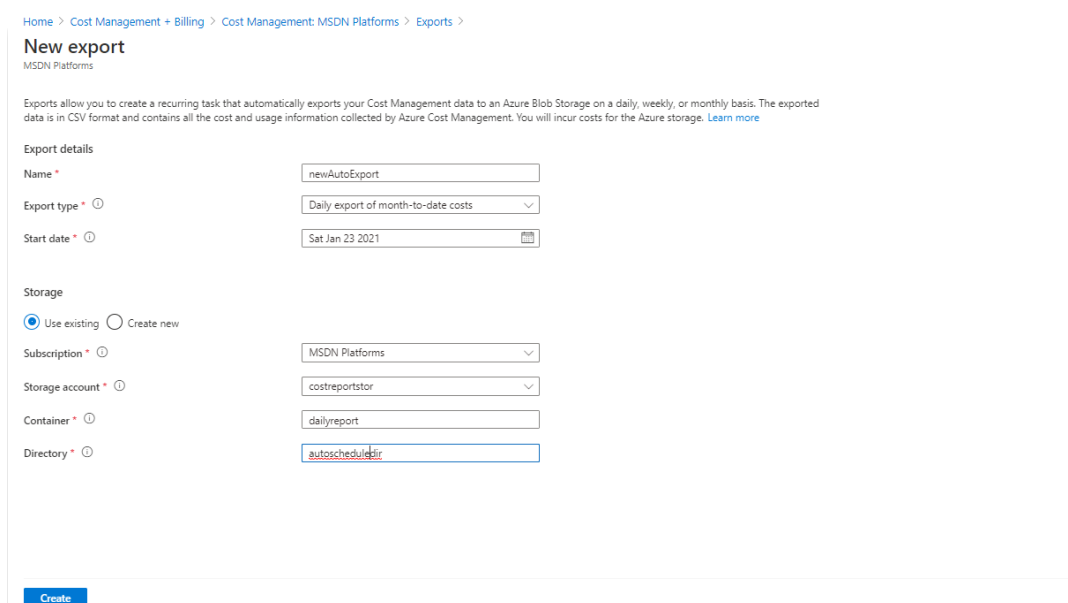 Home > Cost Management + Billing > Cost Management: MSDN Platforms > Exports >
New export
MSDN Platforms
Exports allow you to create a recurring task that automatically exports your Cost Management data to an Azure Blob Storage on a daily, weekly, or monthly basis. The exported
data is in CSV format and contains all the cost and usage information collected by Azure Cost Management. You will incur costs for the Azure storage. Learn more
Export details
Name * newAutoExport
Export type * Daily export of month-to-date costs
Start date * Sat Jan 23 2021
Storage
Use existing Create new
Subscription * MSDN Platforms
Storage account * costreportstor
Container * dailyreport
Directory * autoscheduledir
Create